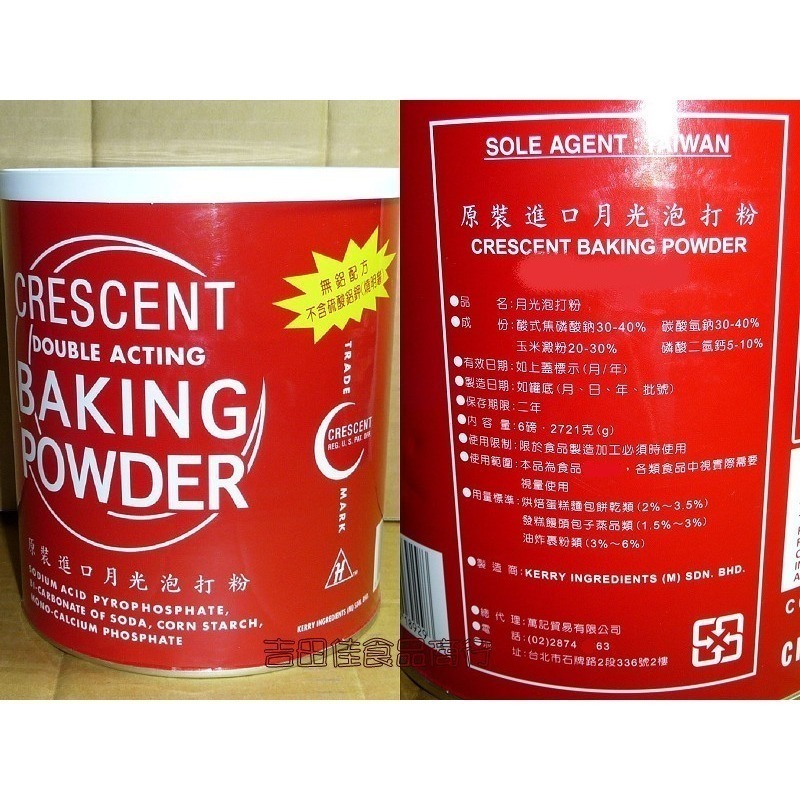 CRESCENT
DOUBLE ACTING
BAKING
POWDER
無鋁配方
不含硫酸鋁鉀(燒明礬)
TRADE
CRESCENT
REG. U.S. PAT. OFF.
MARK
原裝進口月光泡打粉
SODIUM ACID PYROPHOSPHATE,
BI-CARBONATE OF SODA, CORN STARCH,
MONO-CALCIUM PHOSPHATE
H
KERRY INGREDIENTS (M) SDN. BHD.
吉田佳食品商行
SOLE AGENT : TAIWAN
原裝進口月光泡打粉
CRESCENT BAKING POWDER
●品 名:月光泡打粉
●成 份:酸式焦磷酸鈉30-40% 碳酸氫鈉30-40%
玉米澱粉20-30% 磷酸二氫鈣5-10%
●有效日期:如上蓋標示(月/年)
●製造日期:如罐底(月、日、年、批號)
●保存期限:二年
●內容量:6磅·2721克(g)
●使用限制:限於食品製造加工必須時使用
●使用範圍:本品為食品 ,各類食品中視實際需要
視量使用
●用量標準:烘焙蛋糕麵包餅乾類(2%~3.5%)
發糕饅頭包子蒸品類(1.5%~3%)
油炸裹粉類(3%~6%)
●製造商:KERRY INGREDIENTS (M) SDN. BHD.
●總代理:萬記貿易有限公司
●電 話:(02)2874 63
址:台北市石牌路2段336號2樓